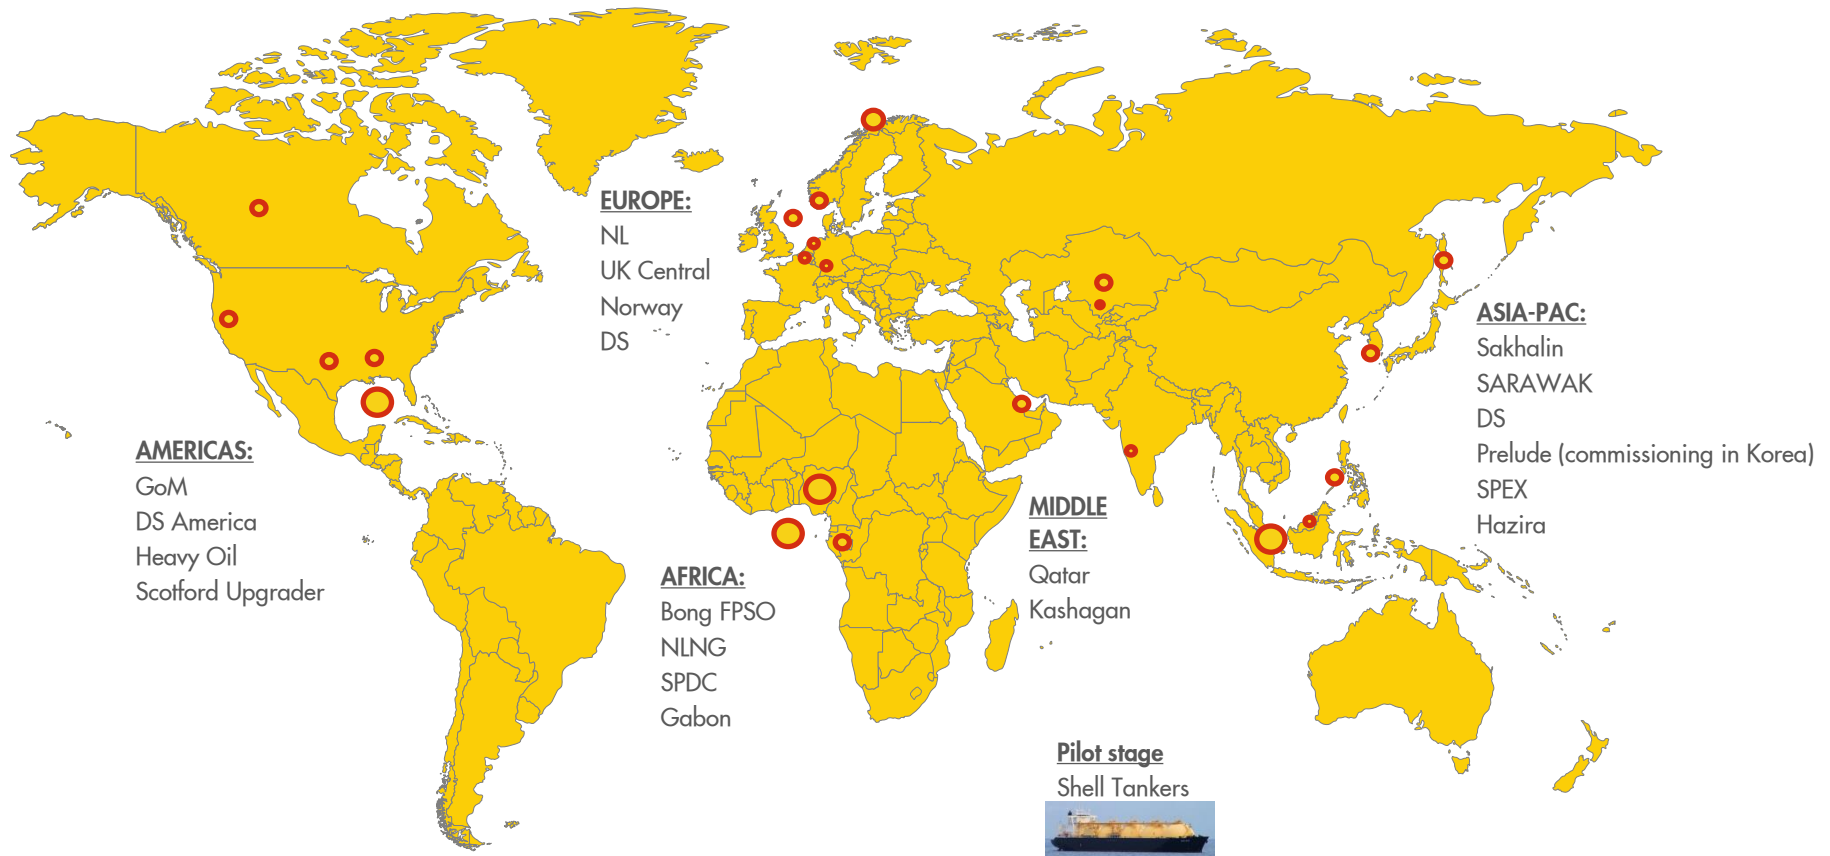 EUROPE:
NL
UK Central
Norway
DS
ASIA-PAC:
Sakhalin
SARAWAK
DS
Prelude (commissioning in Korea)
SPEX
Hazira
AMERICAS:
GoM
DS America
Heavy Oil
Scotford Upgrader
MIDDLE
EAST:
Qatar
Kashagan
AFRICA:
Bong FPSO
NLNG
SPDC
Gabon
Pilot stage
Shell Tankers